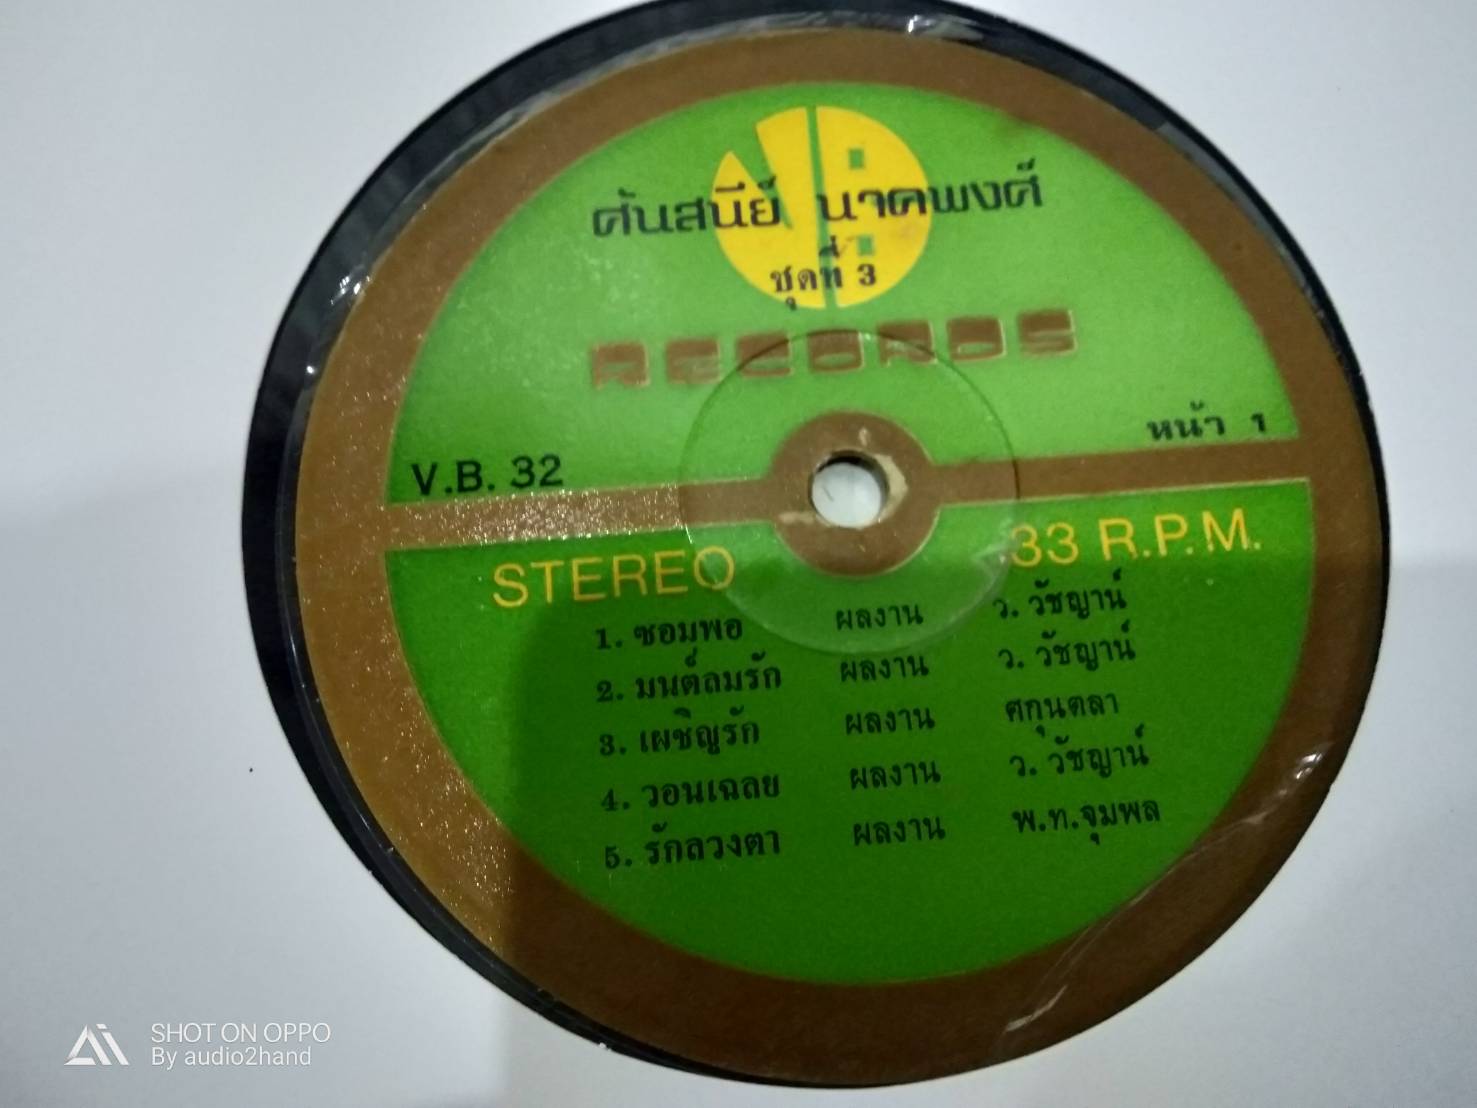 VB
ศันสนีย์ นาคพงศ์
ชุดที่ 3
RECORDS
V.B. 32
หน้า 1
STEREO
33 R.P.M.
1. ซอมพอ ผลงาน ว. วัชญาน์
2. มนต์ลมรัก ผลงาน ว. วัชญาน์
3. เผชิญรัก ผลงาน ศกุนตลา
4. วอนเฉลย ผลงาน ว. วัชญาน์
5. รักลวงตา ผลงาน พ.ท.จุมพล
SHOT ON OPPO
By audio2hand